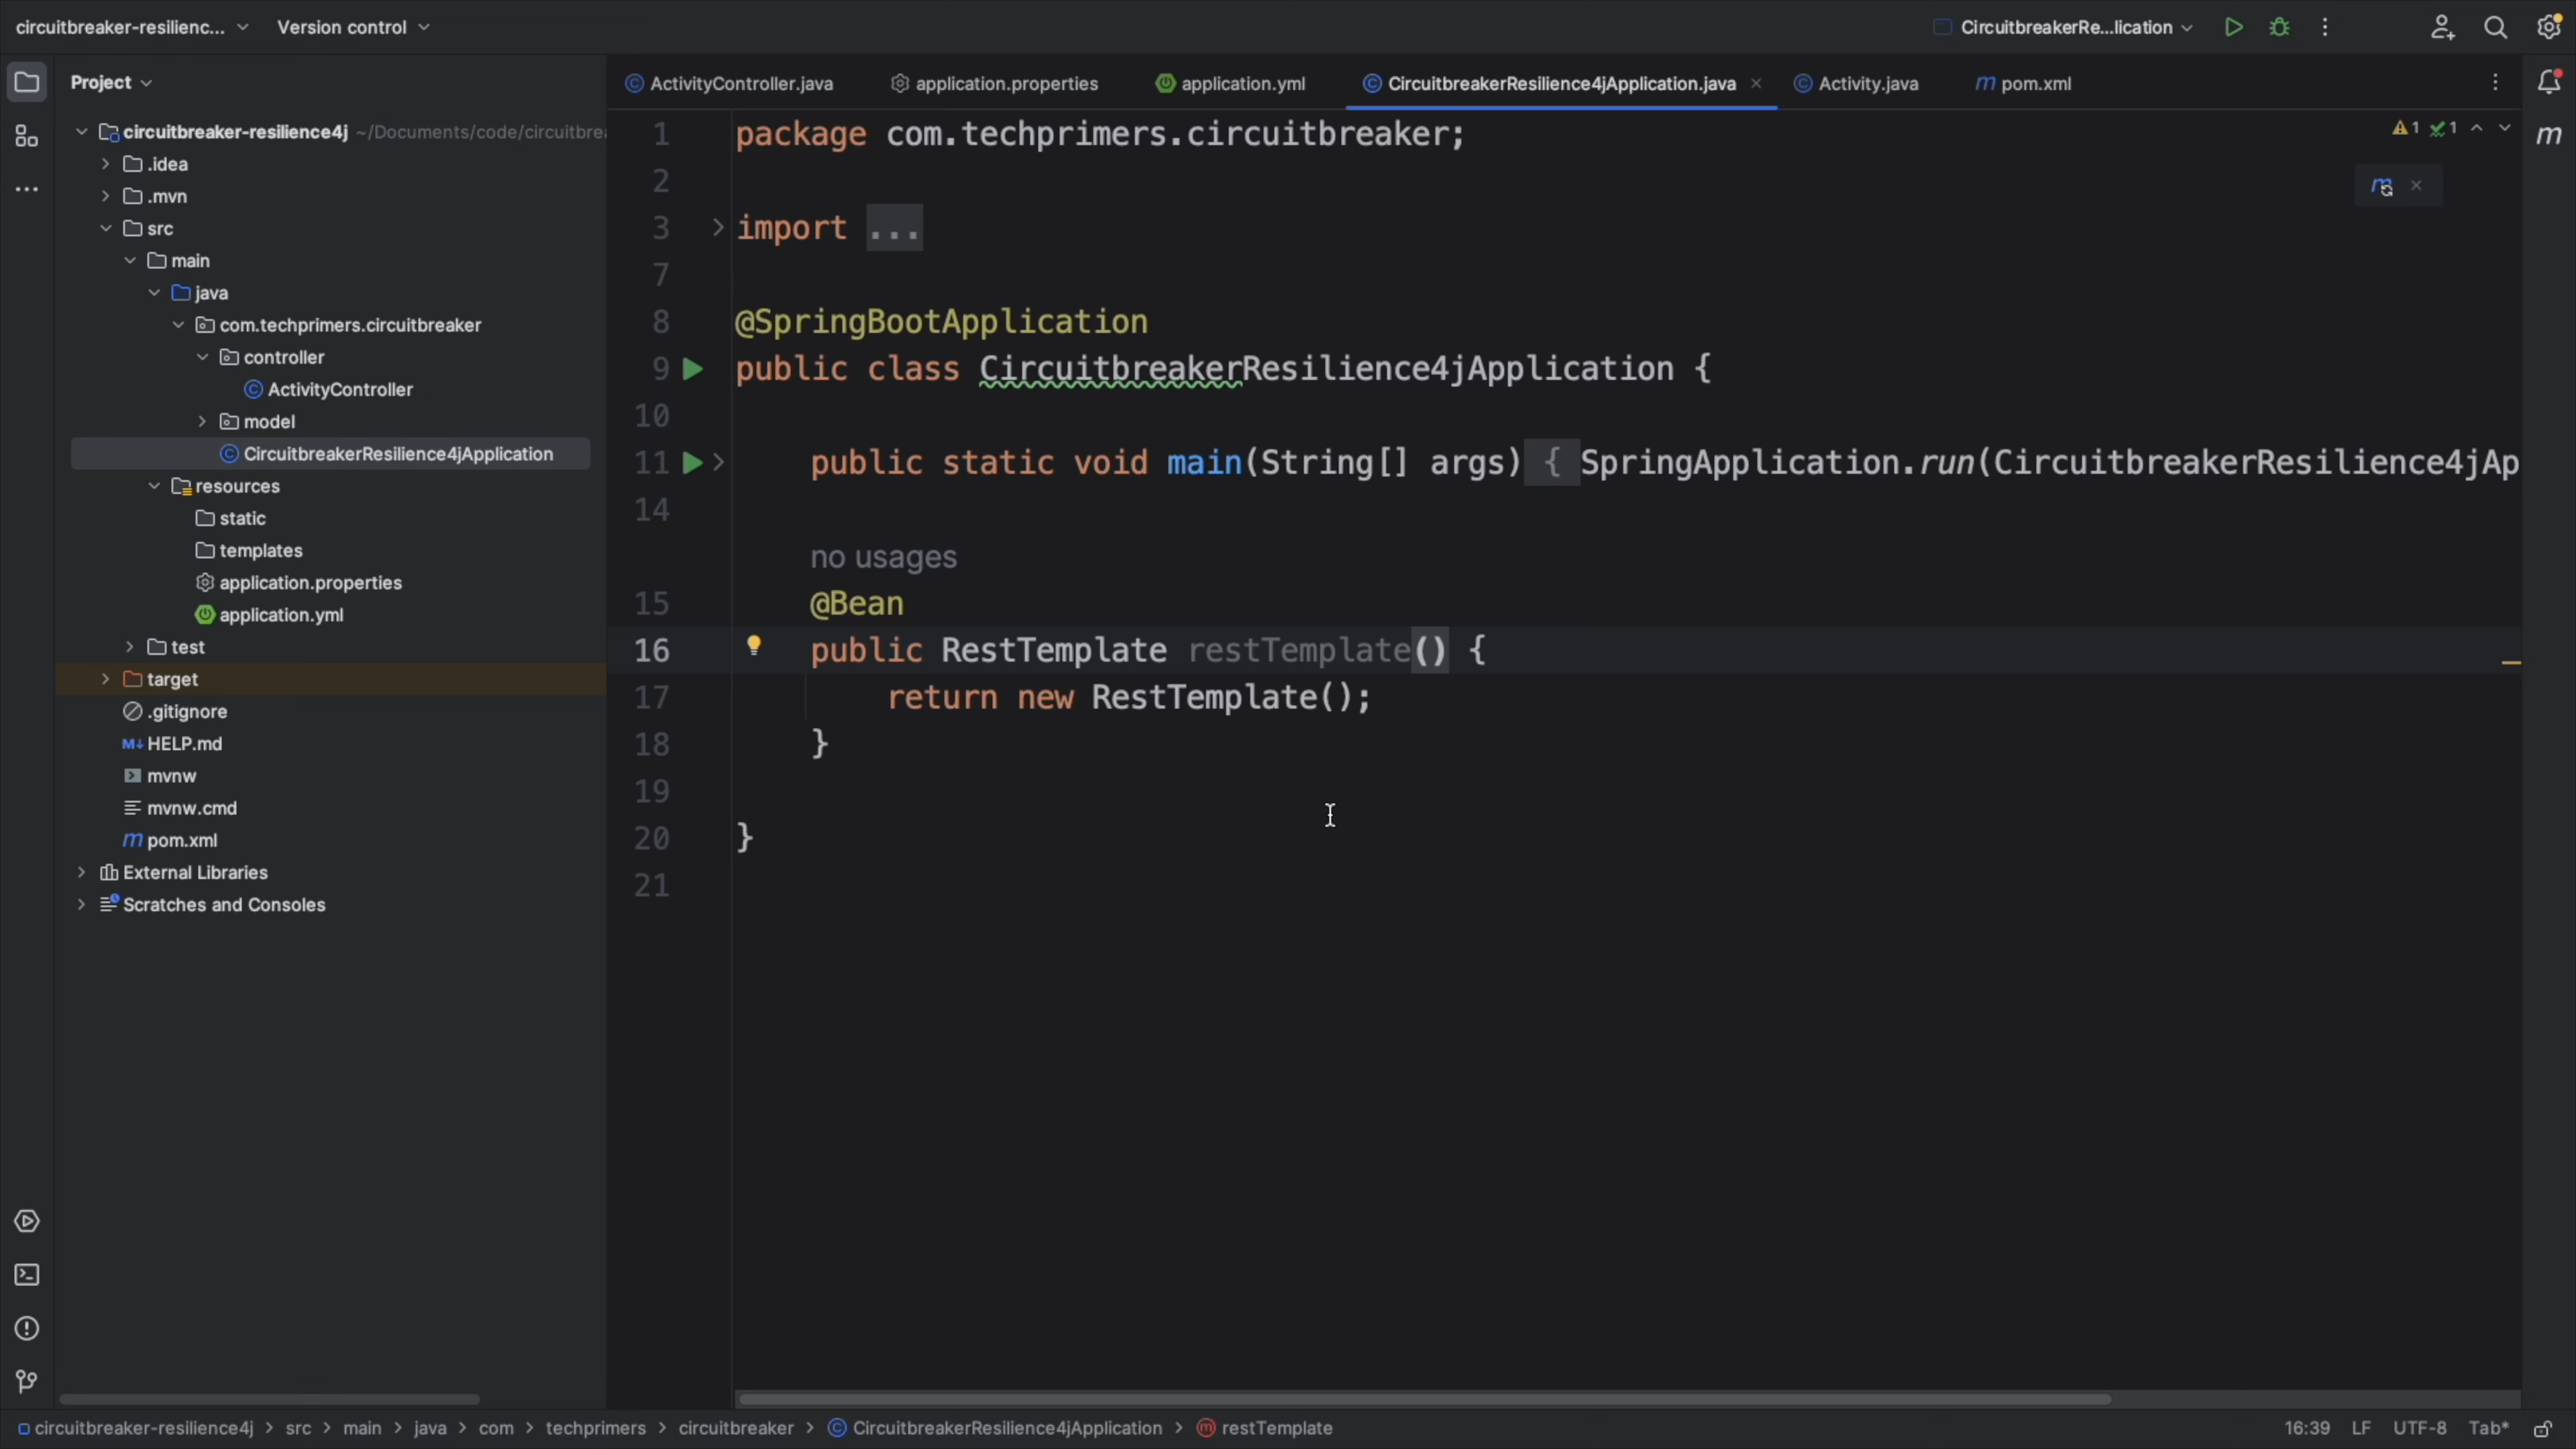 circuitbreaker-resilienc...
Version control
CircuitbreakerRe...lication
Project
ActivityController.java
application.properties
application.yml
CircuitbreakerResilience4jApplication.java
Activity.java
pom.xml
circuitbreaker-resilience4j ~/Documents/code/circuitbrea
.idea
.mvn
src
main
java
com.techprimers.circuitbreaker
controller
ActivityController
model
CircuitbreakerResilience4jApplication
resources
static
templates
application.properties
application.yml
test
target
.gitignore
HELP.md
mvnw
mvnw.cmd
pom.xml
External Libraries
Scratches and Consoles
1 package com.techprimers.circuitbreaker;
1 1
2
3 import ...
7
8 @SpringBootApplication
9 public class CircuitbreakerResilience4jApplication {
10
11 public static void main(String[] args) { SpringApplication.run(CircuitbreakerResilience4jAp
14
no usages
15 @Bean
16 public RestTemplate restTemplate() {
17 return new RestTemplate();
18 }
19
20 }
21
circuitbreaker-resilience4j > src > main > java > com > techprimers > circuitbreaker > CircuitbreakerResilience4jApplication > restTemplate
16:39 LF UTF-8 Tab*